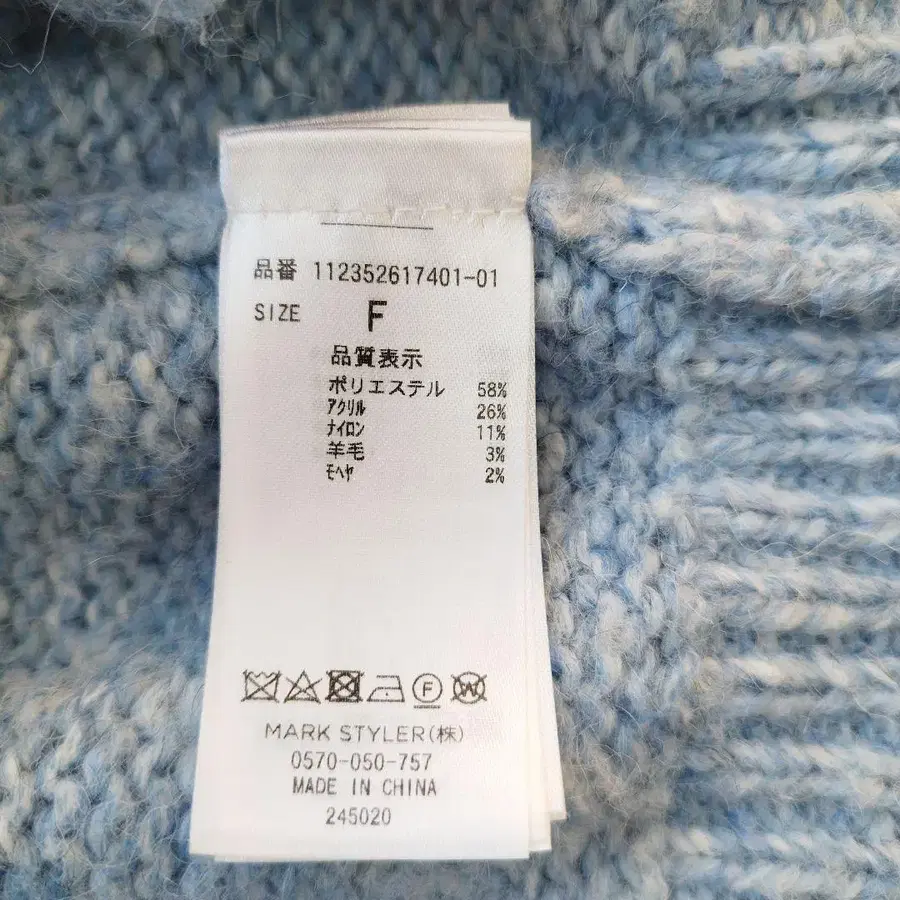 品番 112352617401-01
SIZE F
品質表示
ポリエステル 58%
アクリル 26%
ナイロン 11%
羊毛 3%
モヘヤ 2%
F W
MARK STYLER(株)
0570-050-757
MADE IN CHINA
245020